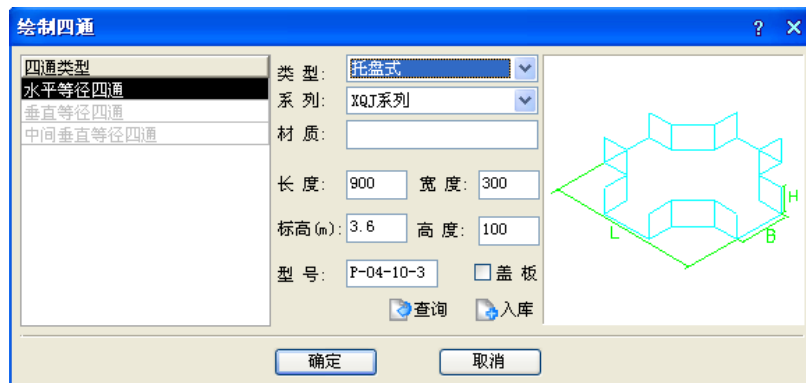 绘制四通
四通类型
水平等径四通
垂直等径四通
中间垂直等径四通
类 型: 托盘式
系 列: XQJ系列
材 质:
长 度: 900 宽 度: 300
标高(m): 3.6 高 度: 100
型 号: P-04-10-3 盖 板
查询 入库
H
L B
确定 取消